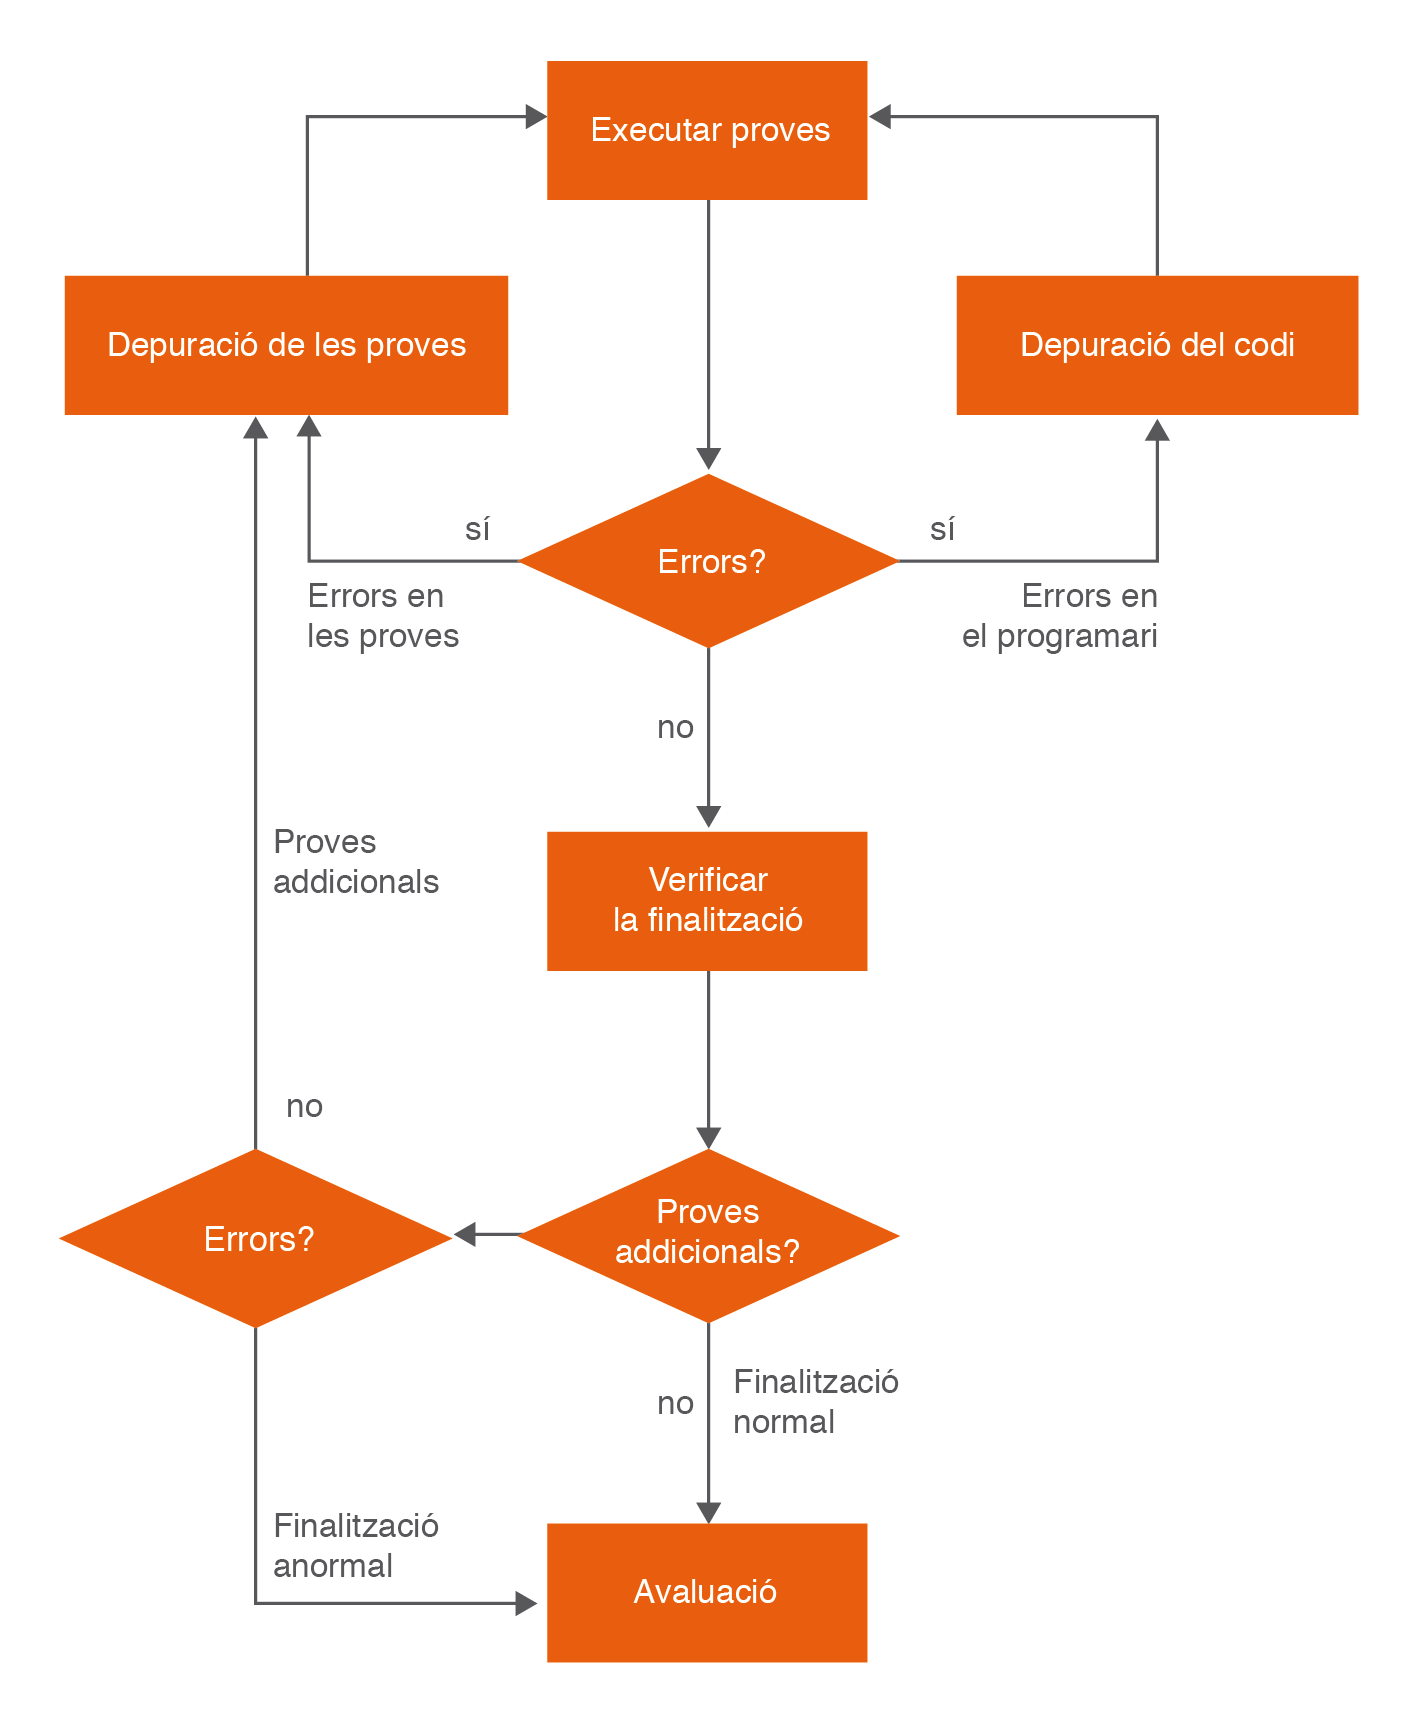 Executar proves
Depuració de les proves
Depuració del codi
sí
sí
Errors?
Errors en
les proves
Errors en
el programari
no
Verificar
la finalització
Proves
addicionals
no
Errors?
Proves
addicionals?
no
Finalització
normal
Finalització
anormal
Avaluació